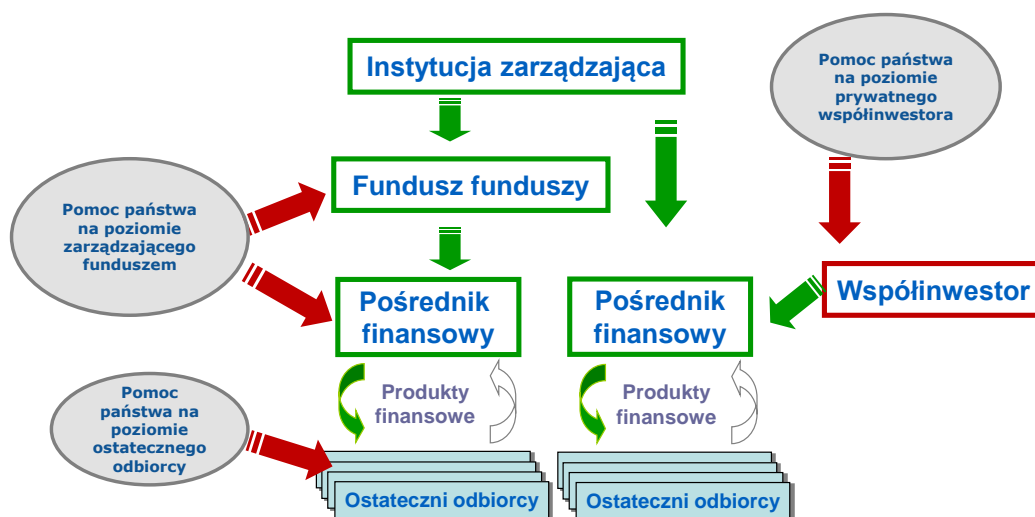 Instytucja zarządzająca
Pomoc państwa
na poziomie
prywatnego
współinwestora
Fundusz funduszy
Pomoc państwa
na poziomie
zarządzającego
funduszem
Pośrednik
finansowy
Pośrednik
finansowy
Współinwestor
Pomoc
państwa na
poziomie
ostatecznego
odbiorcy
Produkty
finansowe
Produkty
finansowe
Ostateczni odbiorcy
Ostateczni odbiorcy